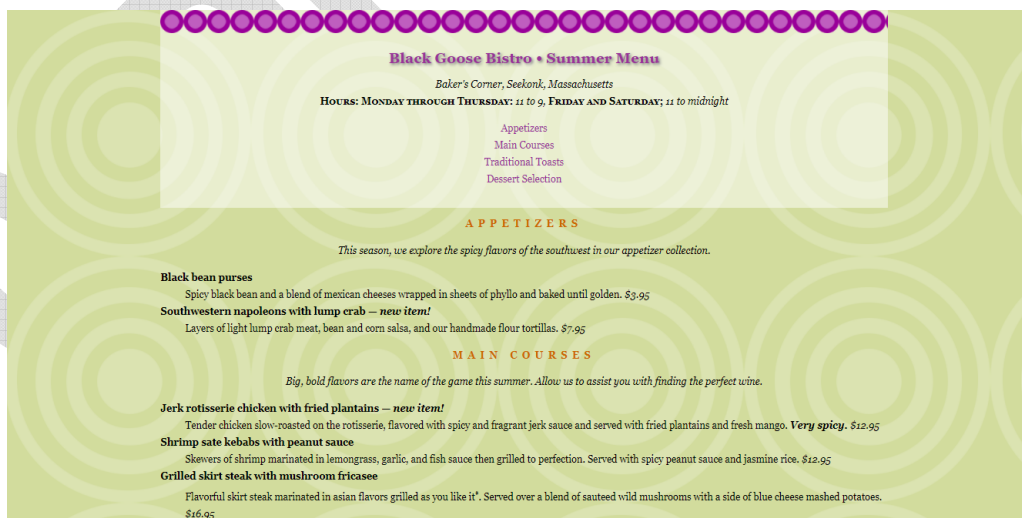 Black Goose Bistro • Summer Menu
Baker's Corner, Seekonk, Massachusetts
Hours: Monday through Thursday: 11 to 9, Friday and Saturday; 11 to midnight
Appetizers
Main Courses
Traditional Toasts
Dessert Selection
APPETIZERS
This season, we explore the spicy flavors of the southwest in our appetizer collection.
Black bean purses
Spicy black bean and a blend of mexican cheeses wrapped in sheets of phyllo and baked until golden. $3.95
Southwestern napoleons with lump crab — new item!
Layers of light lump crab meat, bean and corn salsa, and our handmade flour tortillas. $7.95
MAIN COURSES
Big, bold flavors are the name of the game this summer. Allow us to assist you with finding the perfect wine.
Jerk rotisserie chicken with fried plantains — new item!
Tender chicken slow-roasted on the rotisserie, flavored with spicy and fragrant jerk sauce and served with fried plantains and fresh mango. Very spicy. $12.95
Shrimp sate kebabs with peanut sauce
Skewers of shrimp marinated in lemongrass, garlic, and fish sauce then grilled to perfection. Served with spicy peanut sauce and jasmine rice. $12.95
Grilled skirt steak with mushroom fricasee
Flavorful skirt steak marinated in asian flavors grilled as you like it*. Served over a blend of sauteed wild mushrooms with a side of blue cheese mashed potatoes.
$16.95